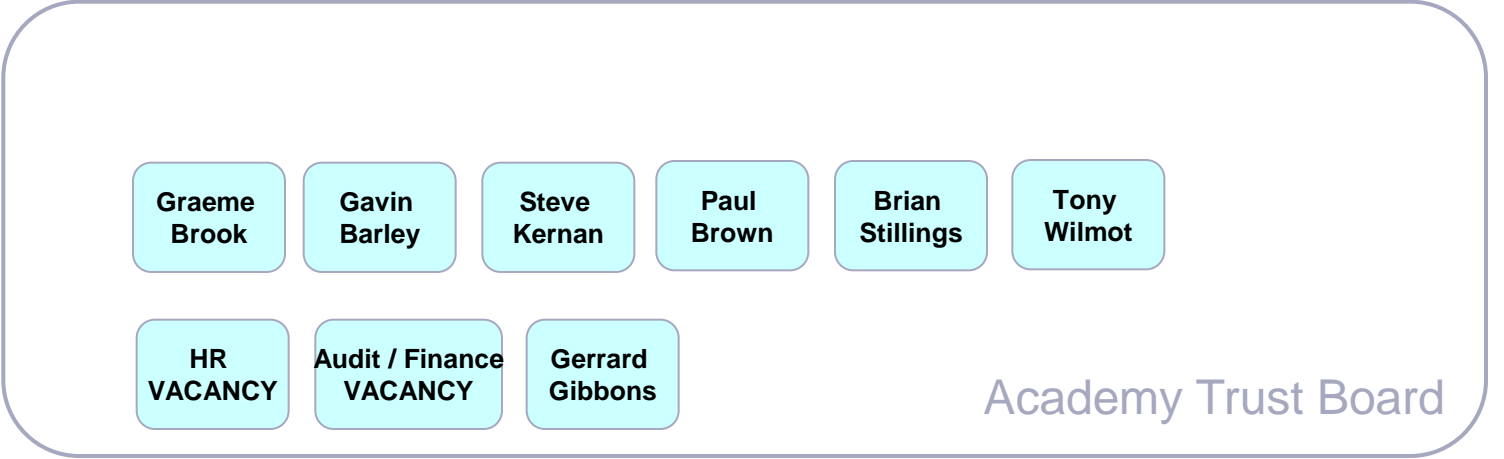 Graeme
Brook
Gavin
Barley
Steve
Kernan
Paul
Brown
Brian
Stillings
Tony
Wilmot
HR
VACANCY
Audit / Finance
VACANCY
Gerrard
Gibbons
Academy Trust Board